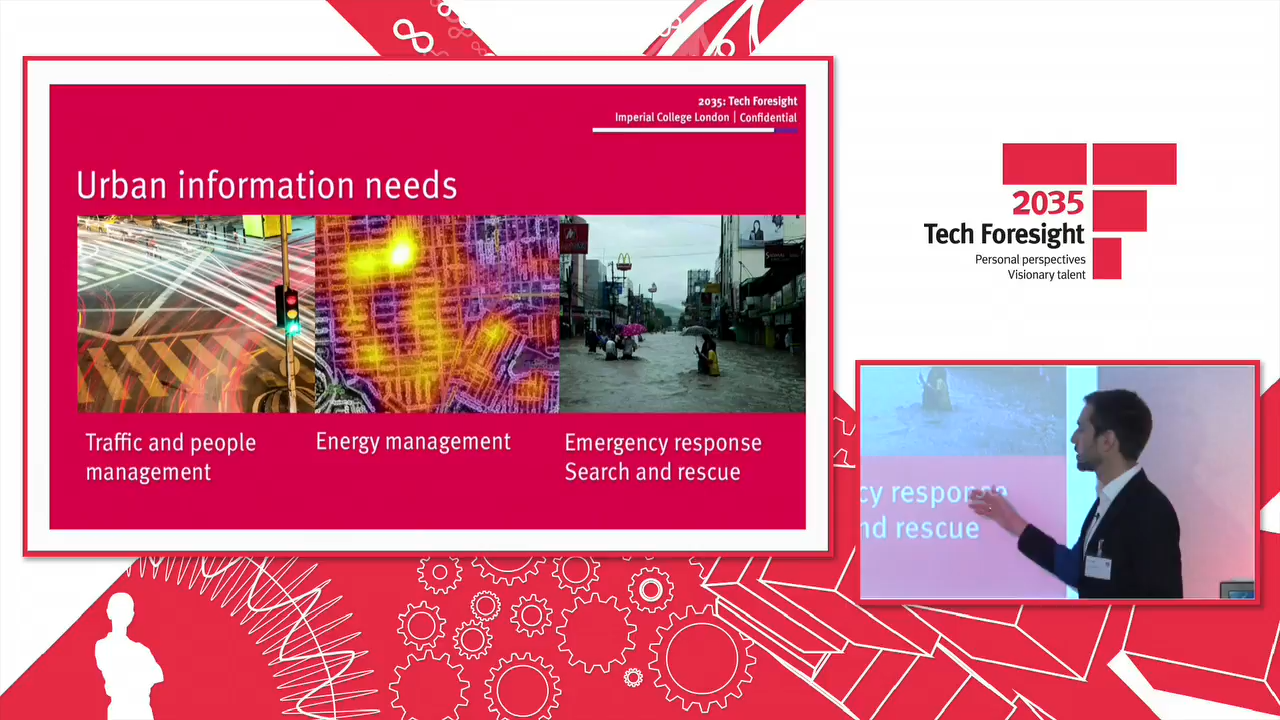 2035: Tech Foresight
Imperial College London | Confidential
Urban information needs
Traffic and people
management
Energy management
Emergency response
Search and rescue
2035
Tech Foresight
Personal perspectives
Visionary talent
cy response
nd rescue